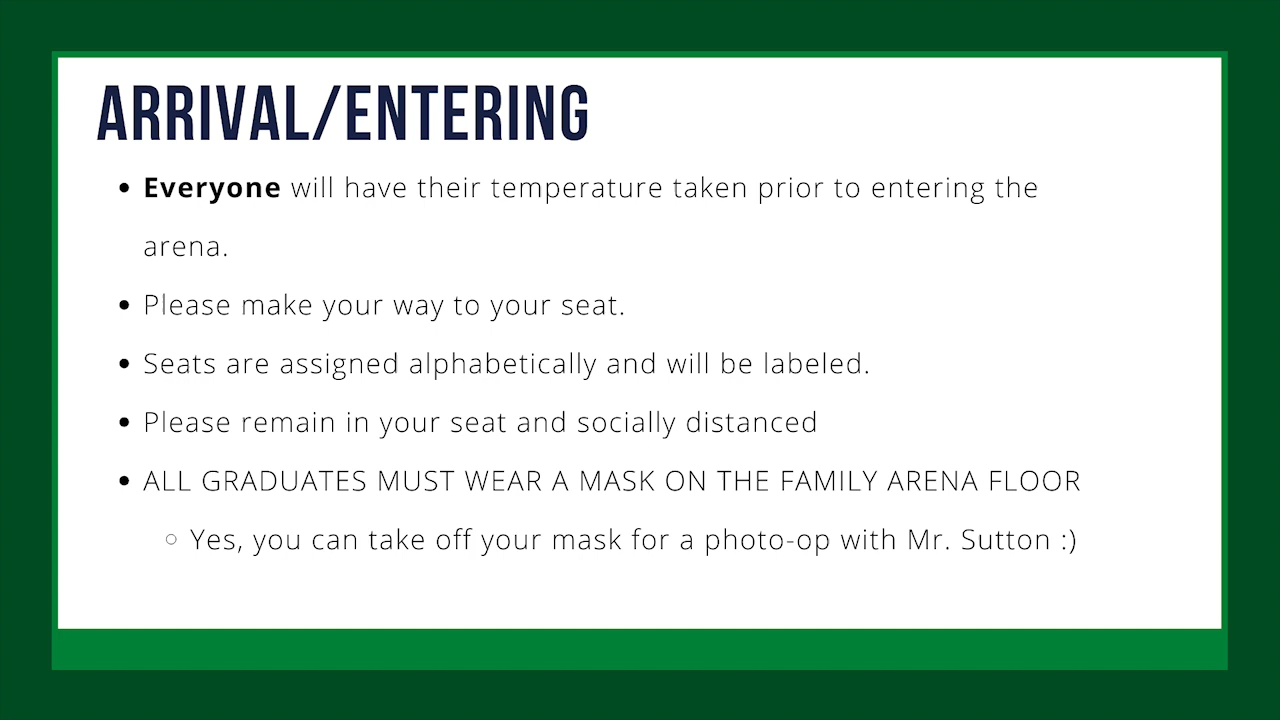 ARRIVAL/ENTERING
• Everyone will have their temperature taken prior to entering the
arena.
• Please make your way to your seat.
• Seats are assigned alphabetically and will be labeled.
• Please remain in your seat and socially distanced
• ALL GRADUATES MUST WEAR A MASK ON THE FAMILY ARENA FLOOR
○ Yes, you can take off your mask for a photo-op with Mr. Sutton :)